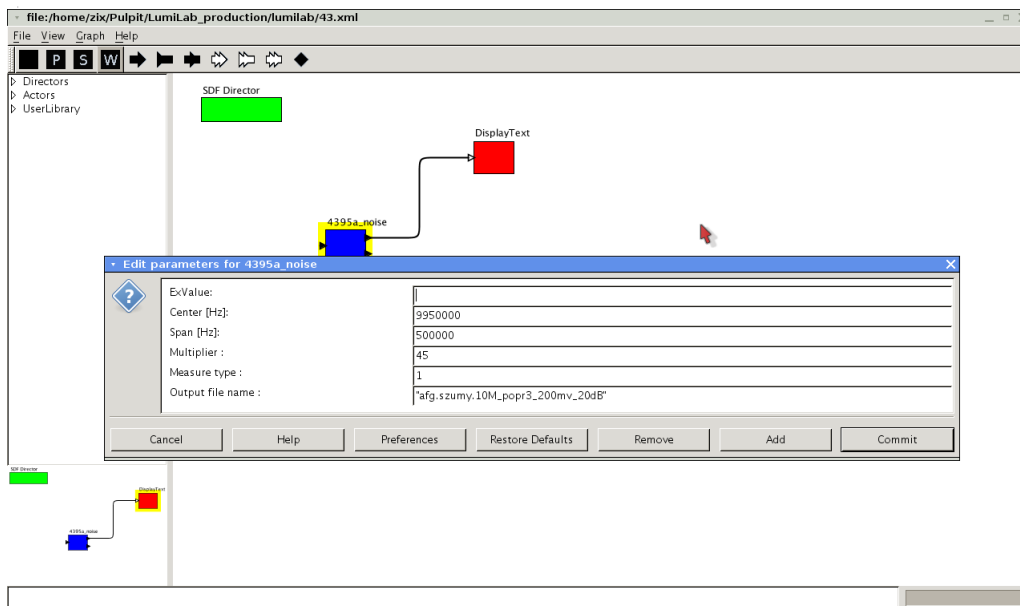 file:/home/zix/Pulpit/LumiLab_production/lumilab/43.xml
File View Graph Help
P S W
Directors
Actors
UserLibrary
SDF Director
DisplayText
4395a_noise
Edit parameters for 4395a_noise
ExValue:
Center [Hz]: 9950000
Span [Hz]: 500000
Multiplier : 45
Measure type : 1
Output file name : "afg.szumy.10M_popr3_200mv_20dB"
Cancel Help Preferences Restore Defaults Remove Add Commit
SDF Director
DisplayText
4395a_noise